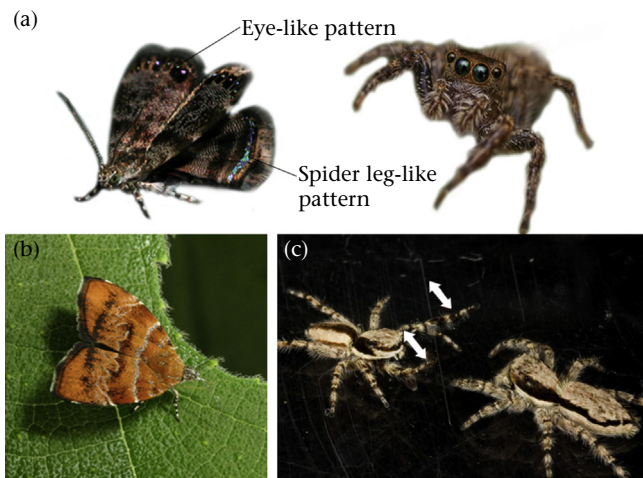 (a)
Eye-like pattern
Spider leg-like
pattern
(b)
(c)